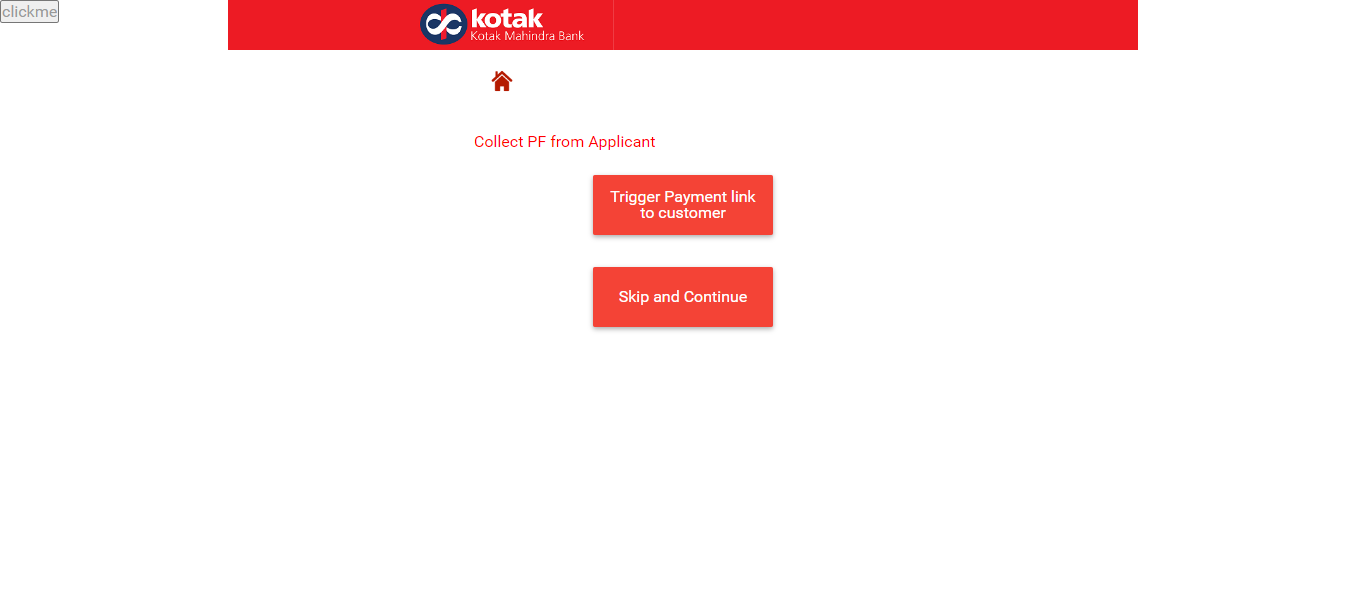 clickme
kotak
Kotak Mahindra Bank
Collect PF from Applicant
Trigger Payment link
to customer
Skip and Continue